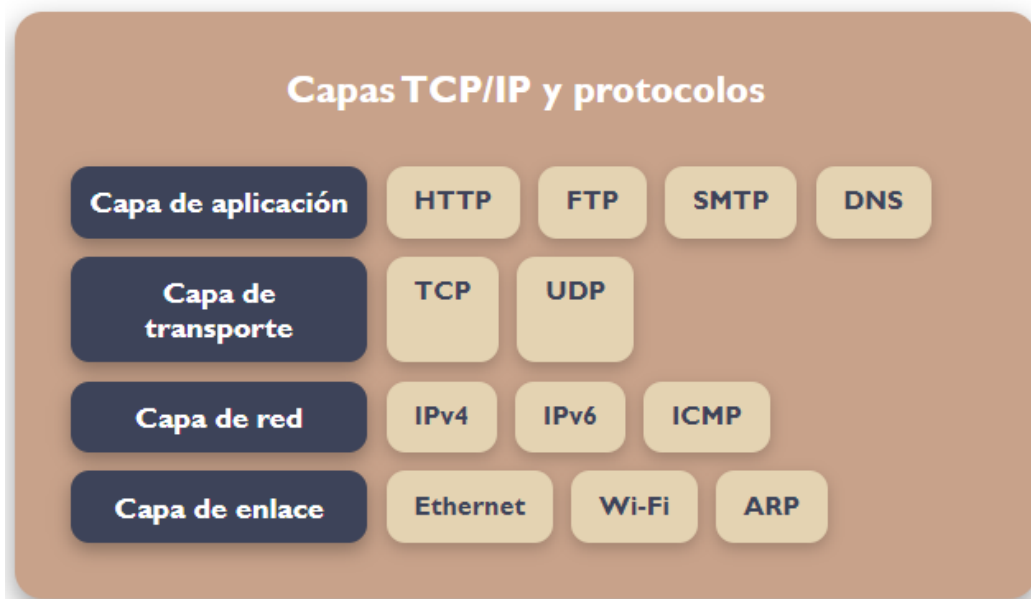 Capas TCP/IP y protocolos
Capa de aplicación HTTP FTP SMTP DNS
Capa de
transporte
TCP UDP
Capa de red IPv4 IPv6 ICMP
Capa de enlace Ethernet Wi-Fi ARP